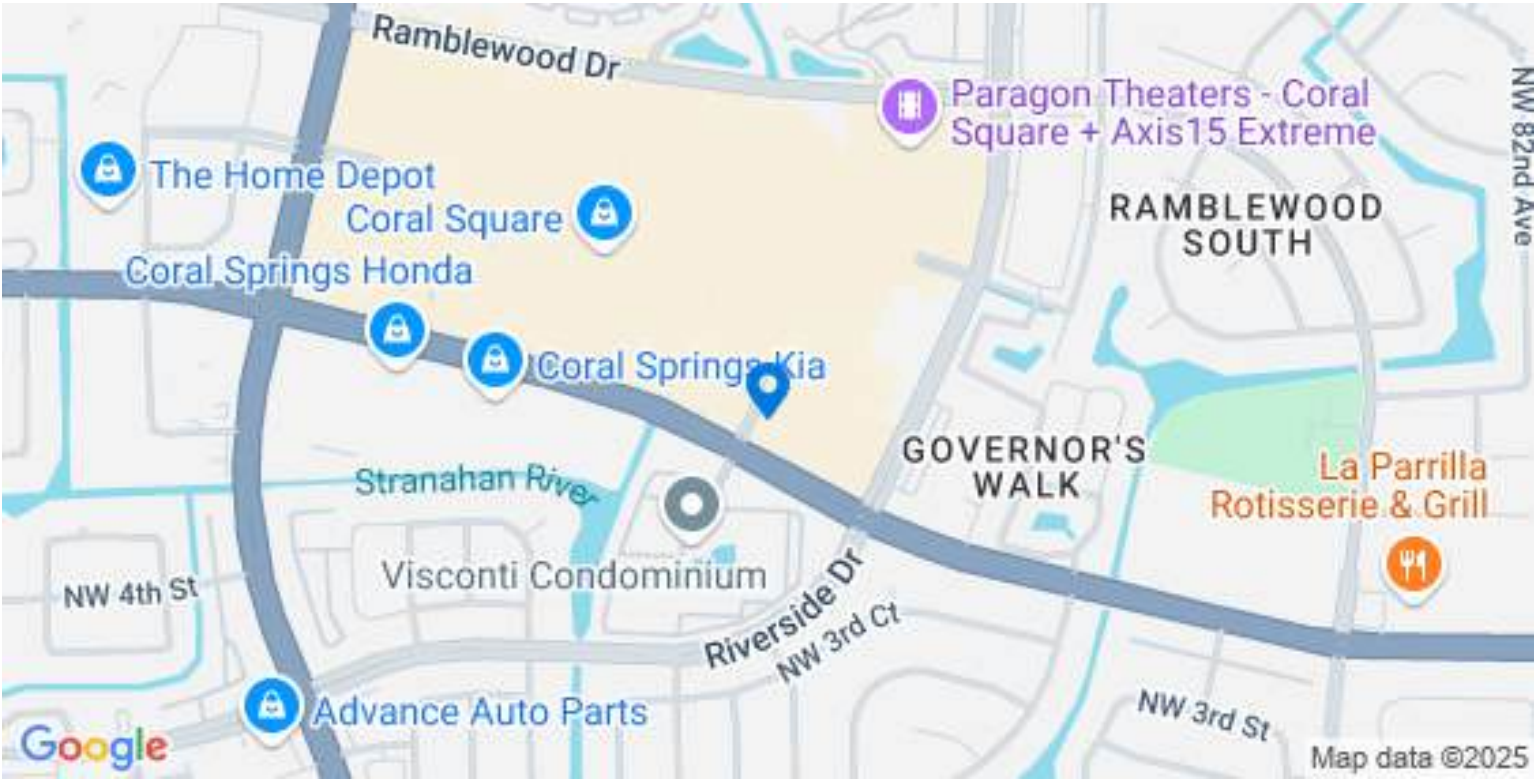 Ramblewood Dr
Paragon Theaters - Coral
Square + Axis15 Extreme
NW 82nd Ave
The Home Depot
Coral Square
RAMBLEWOOD
SOUTH
Coral Springs Honda
Coral Springs Kia
GOVERNOR'S
WALK
La Parrilla
Rotisserie & Grill
Stranahan River
Visconti Condominium
NW 4th St
Riverside Dr
NW 3rd Ct
Advance Auto Parts
NW 3rd St
Google
Map data ©2025